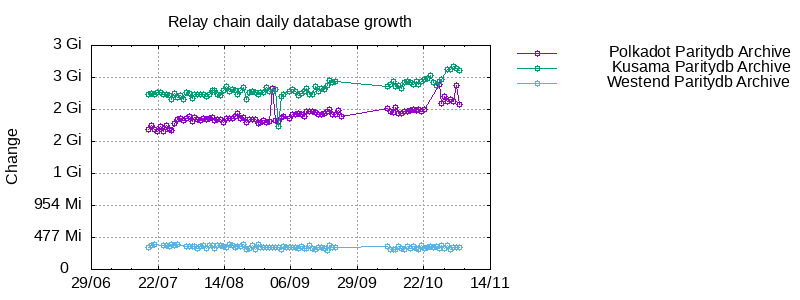 Relay chain daily database growth
3 Gi
3 Gi
2 Gi
2 Gi
1 Gi
954 Mi
477 Mi
0
Change
29/06 22/07 14/08 06/09 29/09 22/10 14/11
Polkadot Paritydb Archive
Kusama Paritydb Archive
Westend Paritydb Archive